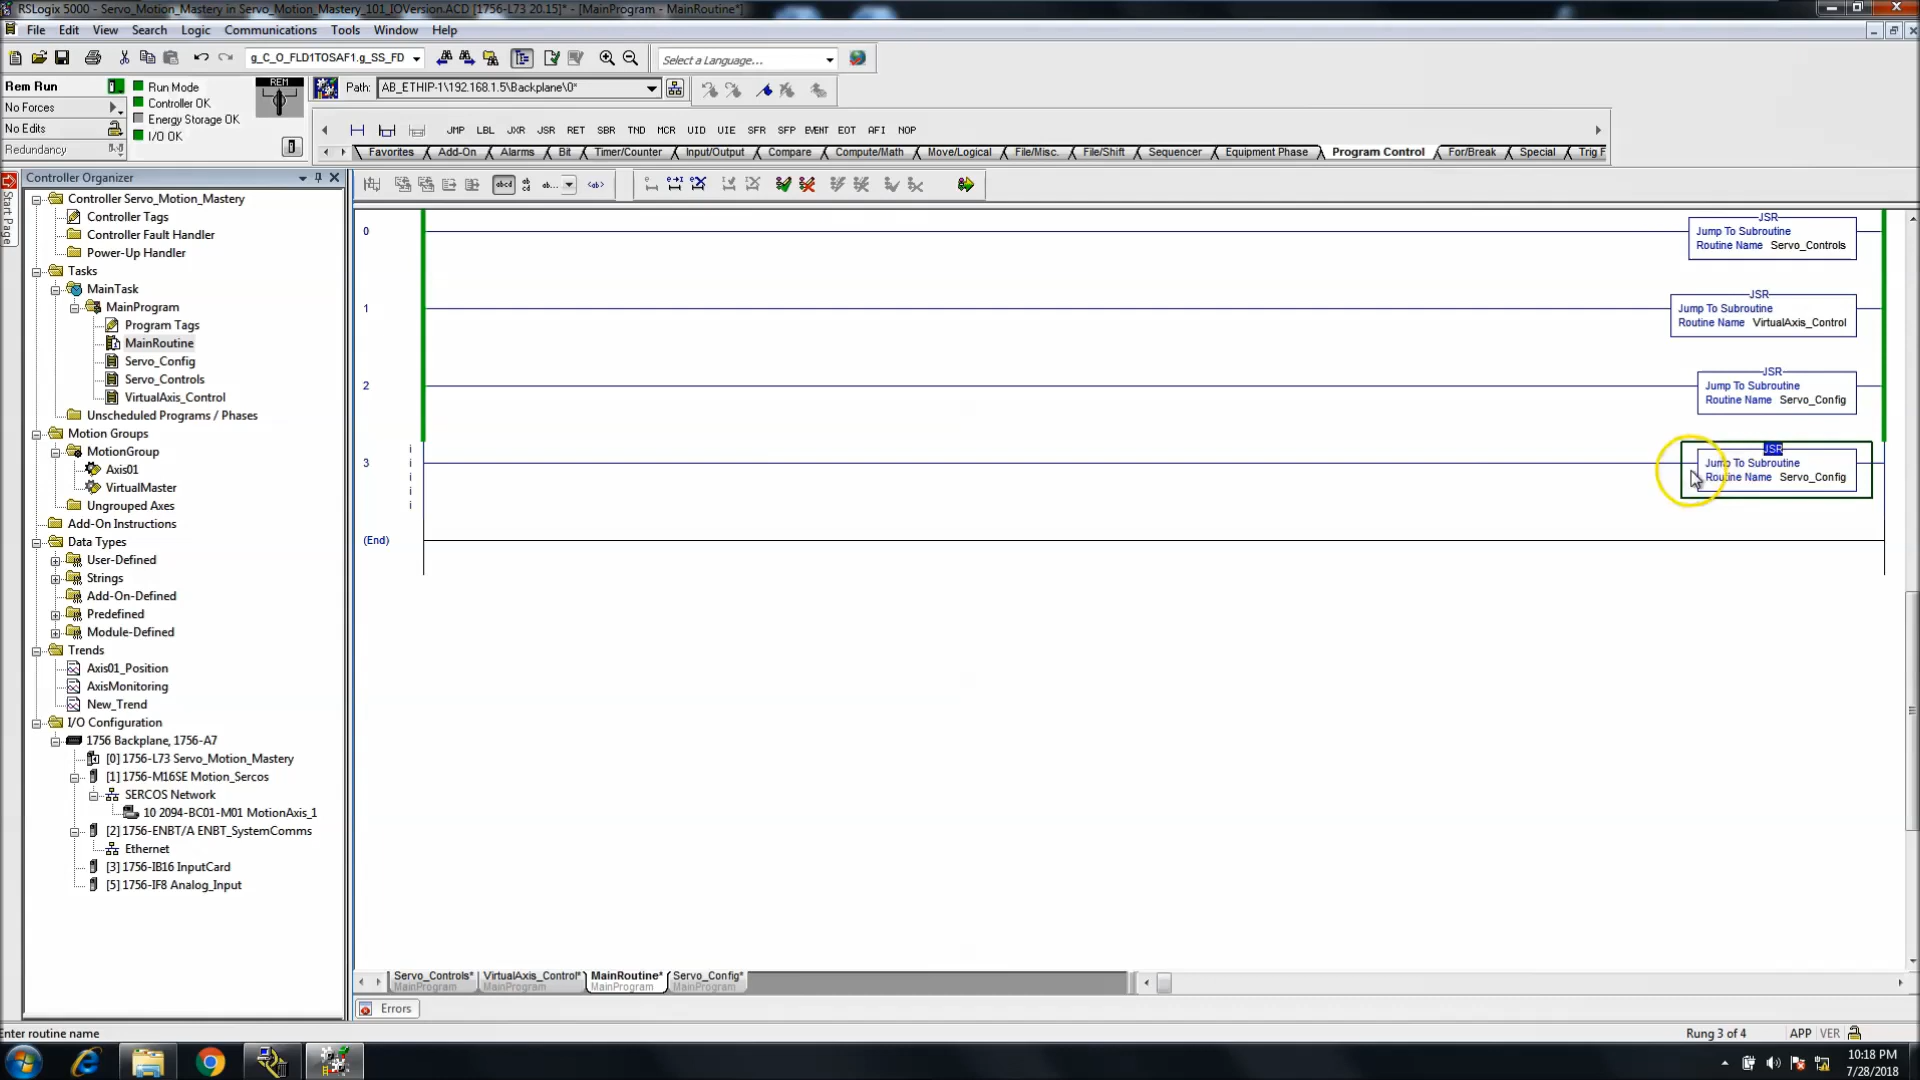 RSLogix 5000 - Servo_Motion_Mastery in Servo_Motion_Mastery_101_IOVersion.ACD [1756-L73 20.15]* - [MainProgram - MainRoutine*]
File Edit View Search Logic Communications Tools Window Help
g_C_O_FLD1TOSAF1.g_SS_FD
Select a Language...
Rem Run
No Forces
No Edits
Redundancy
Run Mode
Controller OK
Energy Storage OK
I/O OK
REM
Path: AB_ETHIP-1\192.168.1.5\Backplane\0*
JMP LBL JXR JSR RET SBR TND MCR UID UIE SFR SFP EVENT EOT AFI NOP
Favorites Add-On Alarms Bit Timer/Counter Input/Output Compare Compute/Math Move/Logical File/Misc. File/Shift Sequencer Equipment Phase Program Control For/Break Special Trig F
Start Page
Controller Organizer
Controller Servo_Motion_Mastery
Controller Tags
Controller Fault Handler
Power-Up Handler
Tasks
MainTask
MainProgram
Program Tags
MainRoutine
Servo_Config
Servo_Controls
VirtualAxis_Control
Unscheduled Programs / Phases
Motion Groups
MotionGroup
Axis01
VirtualMaster
Ungrouped Axes
Add-On Instructions
Data Types
User-Defined
Strings
Add-On-Defined
Predefined
Module-Defined
Trends
Axis01_Position
AxisMonitoring
New_Trend
I/O Configuration
1756 Backplane, 1756-A7
[0] 1756-L73 Servo_Motion_Mastery
[1] 1756-M16SE Motion_Sercos
SERCOS Network
10 2094-BC01-M01 MotionAxis_1
[2] 1756-ENBT/A ENBT_SystemComms
Ethernet
[3] 1756-IB16 InputCard
[5] 1756-IF8 Analog_Input
abcd
ab cd
ab...
<ab>
0
JSR
Jump To Subroutine
Routine Name Servo_Controls
1
JSR
Jump To Subroutine
Routine Name VirtualAxis_Control
2
JSR
Jump To Subroutine
Routine Name Servo_Config
3
i
i
i
i
i
JSR
Jump To Subroutine
Routine Name Servo_Config
(End)
Servo_Controls* VirtualAxis_Control* MainRoutine* Servo_Config*
MainProgram MainProgram MainProgram MainProgram
Errors
Enter routine name
Rung 3 of 4 APP VER
10:18 PM
7/28/2018